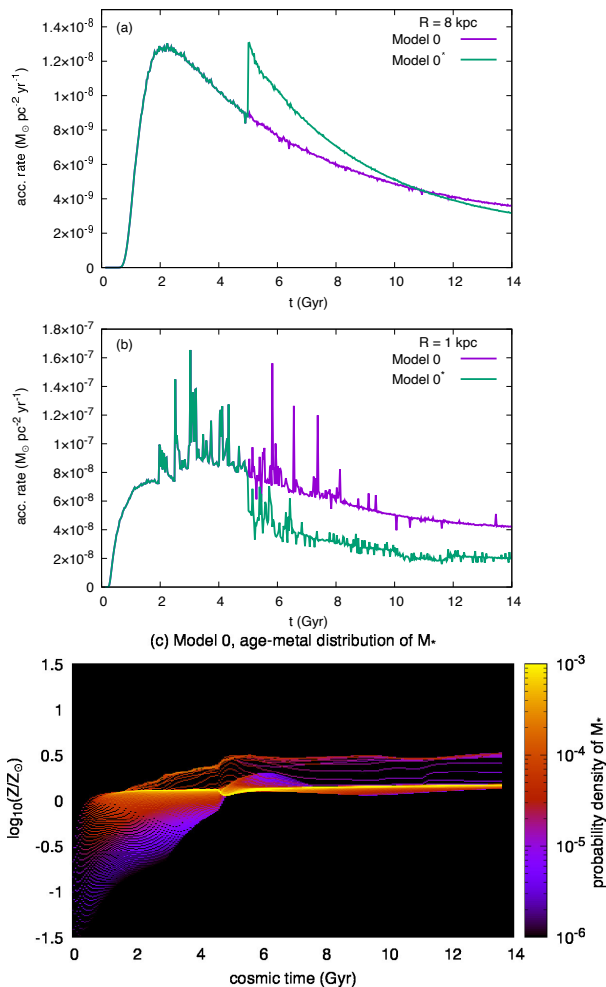 (a)
R = 8 kpc
Model 0
Model 0*
acc. rate (M⊙ pc⁻² yr⁻¹)
1.4×10⁻⁸
1.2×10⁻⁸
1×10⁻⁸
8×10⁻⁹
6×10⁻⁹
4×10⁻⁹
2×10⁻⁹
0
0 2 4 6 8 10 12 14
t (Gyr)
(b)
R = 1 kpc
Model 0
Model 0*
acc. rate (M⊙ pc⁻² yr⁻¹)
1.8×10⁻⁷
1.6×10⁻⁷
1.4×10⁻⁷
1.2×10⁻⁷
1×10⁻⁷
8×10⁻⁸
6×10⁻⁸
4×10⁻⁸
2×10⁻⁸
0
0 2 4 6 8 10 12 14
t (Gyr)
(c) Model 0, age-metal distribution of M⋆
log₁₀(Z/Z⊙)
1.5
1
0.5
0
-0.5
-1
-1.5
0 2 4 6 8 10 12 14
cosmic time (Gyr)
10⁻³
10⁻⁴
10⁻⁵
10⁻⁶
probability density of M⋆